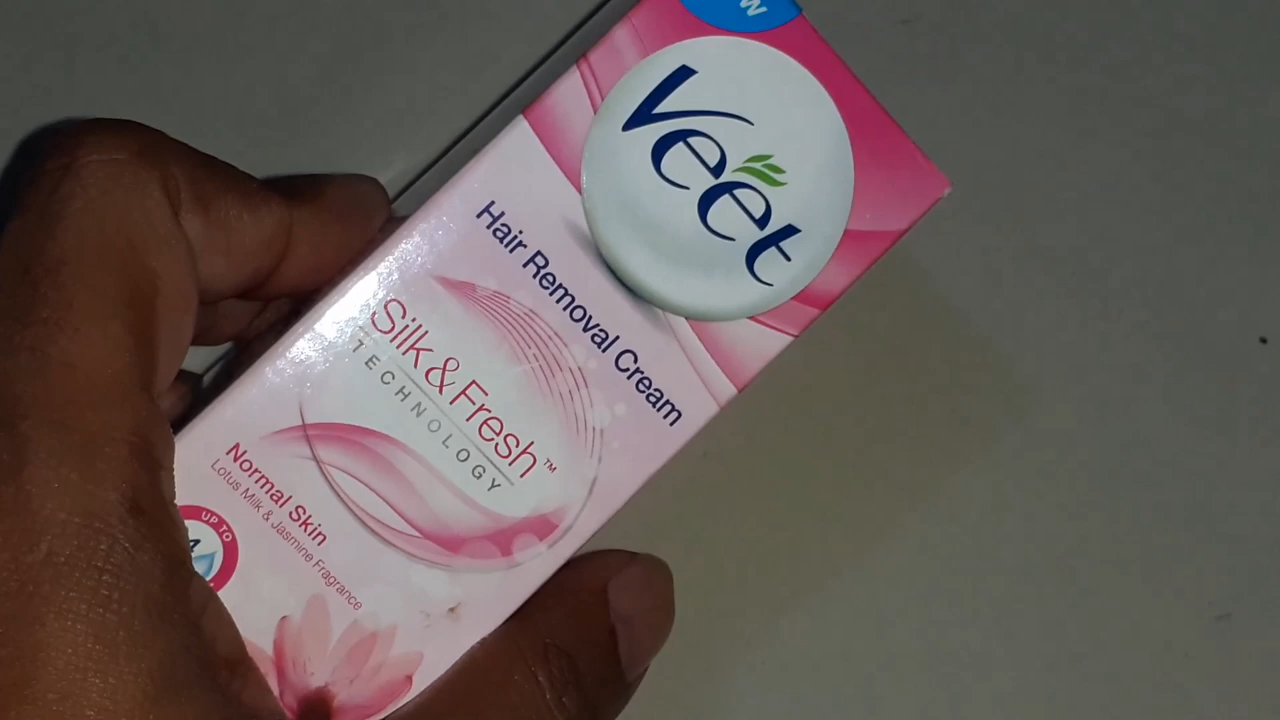 Veet
Hair Removal Cream
Silk & Fresh™
TECHNOLOGY
Normal Skin
Lotus Milk & Jasmine Fragrance
UP TO